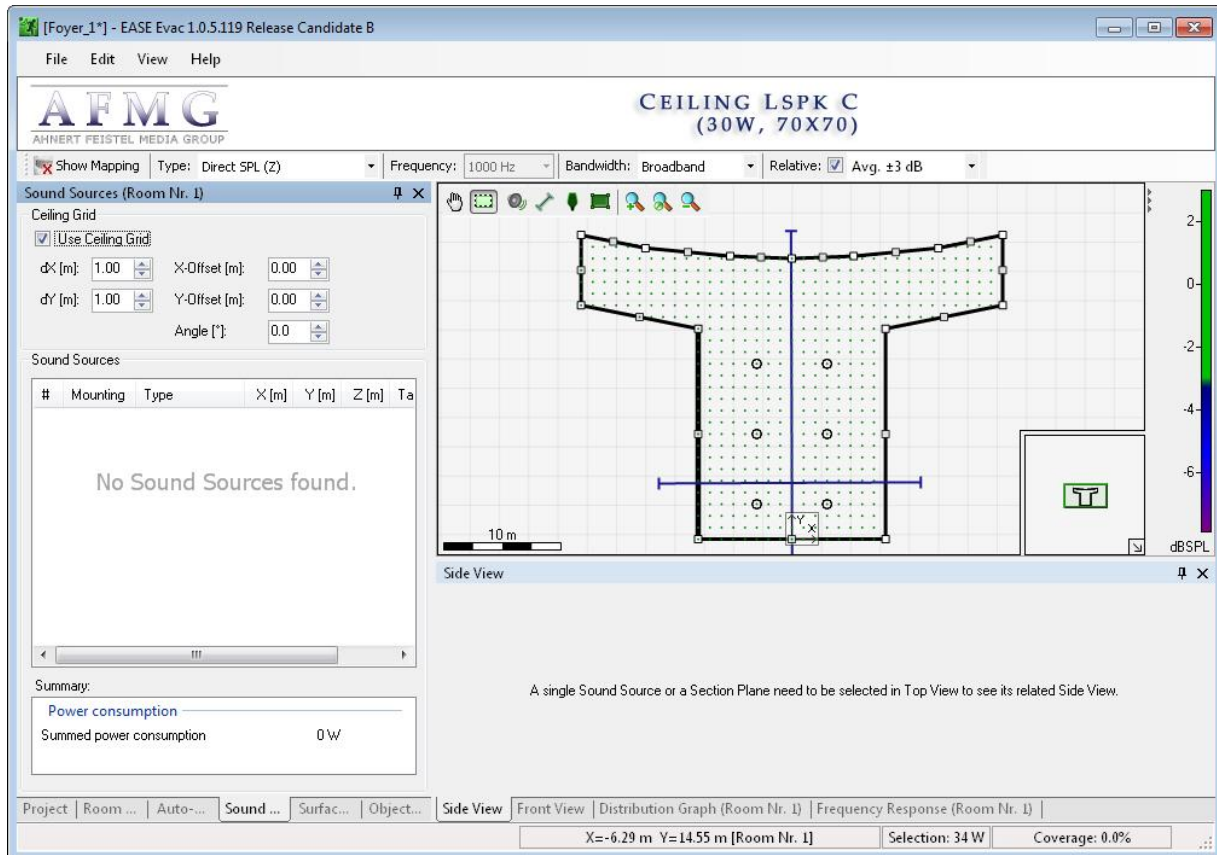 [Foyer_1*] - EASE Evac 1.0.5.119 Release Candidate B
File Edit View Help
AFMG
AHNERT FEISTEL MEDIA GROUP
CEILING LSPK C
(30W, 70X70)
Show Mapping Type: Direct SPL (Z) Frequency: 1000 Hz Bandwidth: Broadband Relative: Avg. ±3 dB
Sound Sources (Room Nr. 1)
Ceiling Grid
Use Ceiling Grid
dX [m]: 1.00 X-Offset [m]: 0.00
dY [m]: 1.00 Y-Offset [m]: 0.00
Angle [°]: 0.0
Sound Sources
# Mounting Type X [m] Y [m] Z [m] Ta
No Sound Sources found.
Summary:
Power consumption
Summed power consumption 0 W
Project Room ... Auto-... Sound ... Surfac... Object...
10 m
Y
X
2
0
-2
-4
-6
dBSPL
Side View
A single Sound Source or a Section Plane need to be selected in Top View to see its related Side View.
Side View Front View Distribution Graph (Room Nr. 1) Frequency Response (Room Nr. 1)
X=-6.29 m Y=14.55 m [Room Nr. 1] Selection: 34 W Coverage: 0.0%